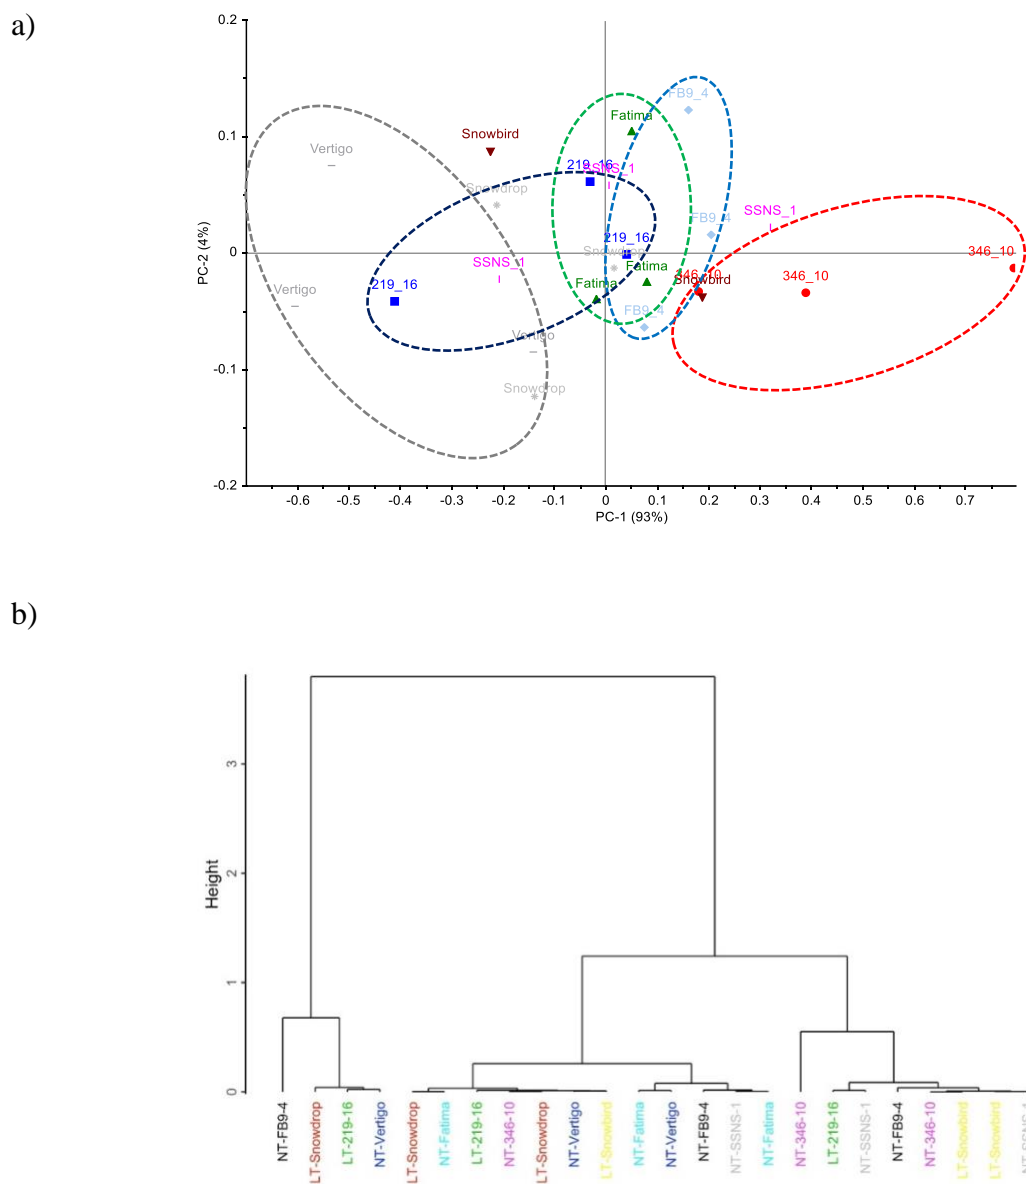 a)
0.2
FB9_4
Fatima
0.1
Snowbird
Vertigo
219_16
SSNS_1
Snowdrop
SSNS_1
FB9_4
219_16
Snowdrop
346_10
PC-2 (4%)
0
SSNS_1
Fatima
346_10
346_10
Snowbird
219_16
Fatima
Vertigo
FB9_4
Vertigo
-0.1
Snowdrop
-0.2
-0.6 -0.5 -0.4 -0.3 -0.2 -0.1 0 0.1 0.2 0.3 0.4 0.5 0.6 0.7
PC-1 (93%)
b)
Height
3
2
1
0
NT-FB9-4
LT-Snowdrop
LT-219-16
NT-Vertigo
LT-Snowdrop
NT-Fatima
LT-219-16
NT-346-10
LT-Snowdrop
NT-Vertigo
LT-Snowbird
NT-Fatima
NT-Vertigo
NT-FB9-4
NT-SSNS-1
NT-Fatima
NT-346-10
LT-219-16
NT-SSNS-1
NT-FB9-4
NT-346-10
LT-Snowbird
LT-Snowbird